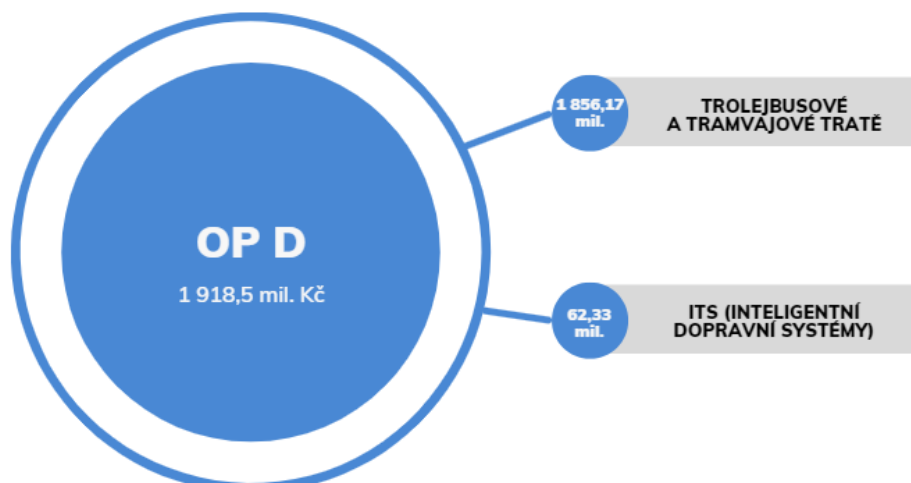 OP D
1 918,5 mil. Kč
1 856,17
mil.
TROLEJBUSOVÉ
A TRAMVAJOVÉ TRATĚ
62,33
mil.
ITS (INTELIGENTNÍ
DOPRAVNÍ SYSTÉMY)